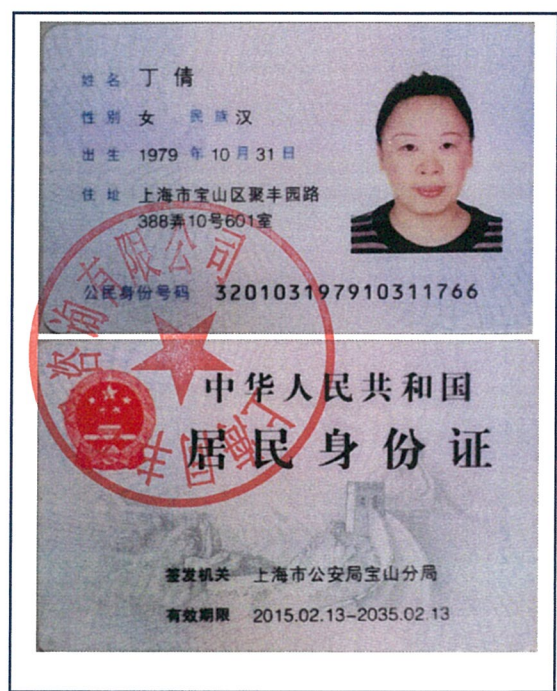 姓名 丁倩
性别 女 民族 汉
出生 1979 年 10 月 31 日
住址 上海市宝山区聚丰园路
388弄10号601室
公民身份号码 320103197910311766
中华人民共和国
居民身份证
签发机关 上海市公安局宝山分局
有效期限 2015.02.13-2035.02.13
上海
咨询有限公司